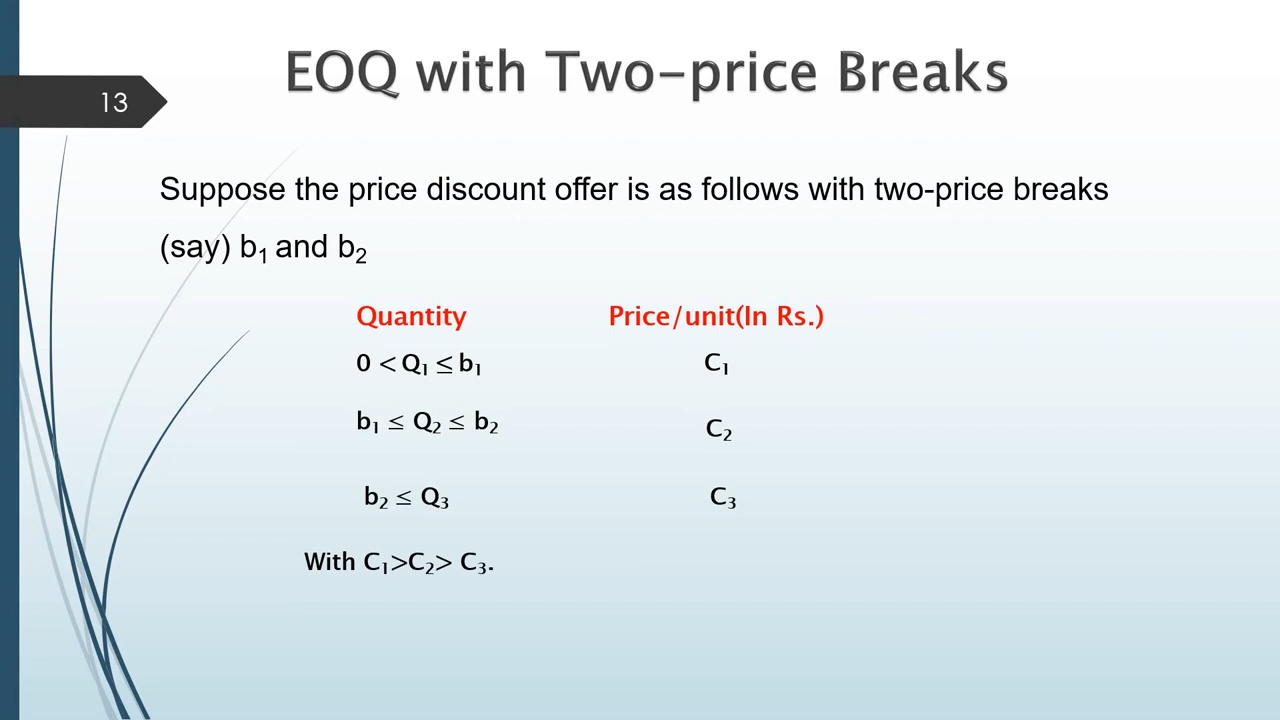 EOQ with Two-price Breaks
13
Suppose the price discount offer is as follows with two-price breaks
(say) b₁ and b₂
Quantity Price/unit(In Rs.)
0 < Q₁ ≤ b₁ C₁
b₁ ≤ Q₂ ≤ b₂ C₂
b₂ ≤ Q₃ C₃
With C₁>C₂> C₃.